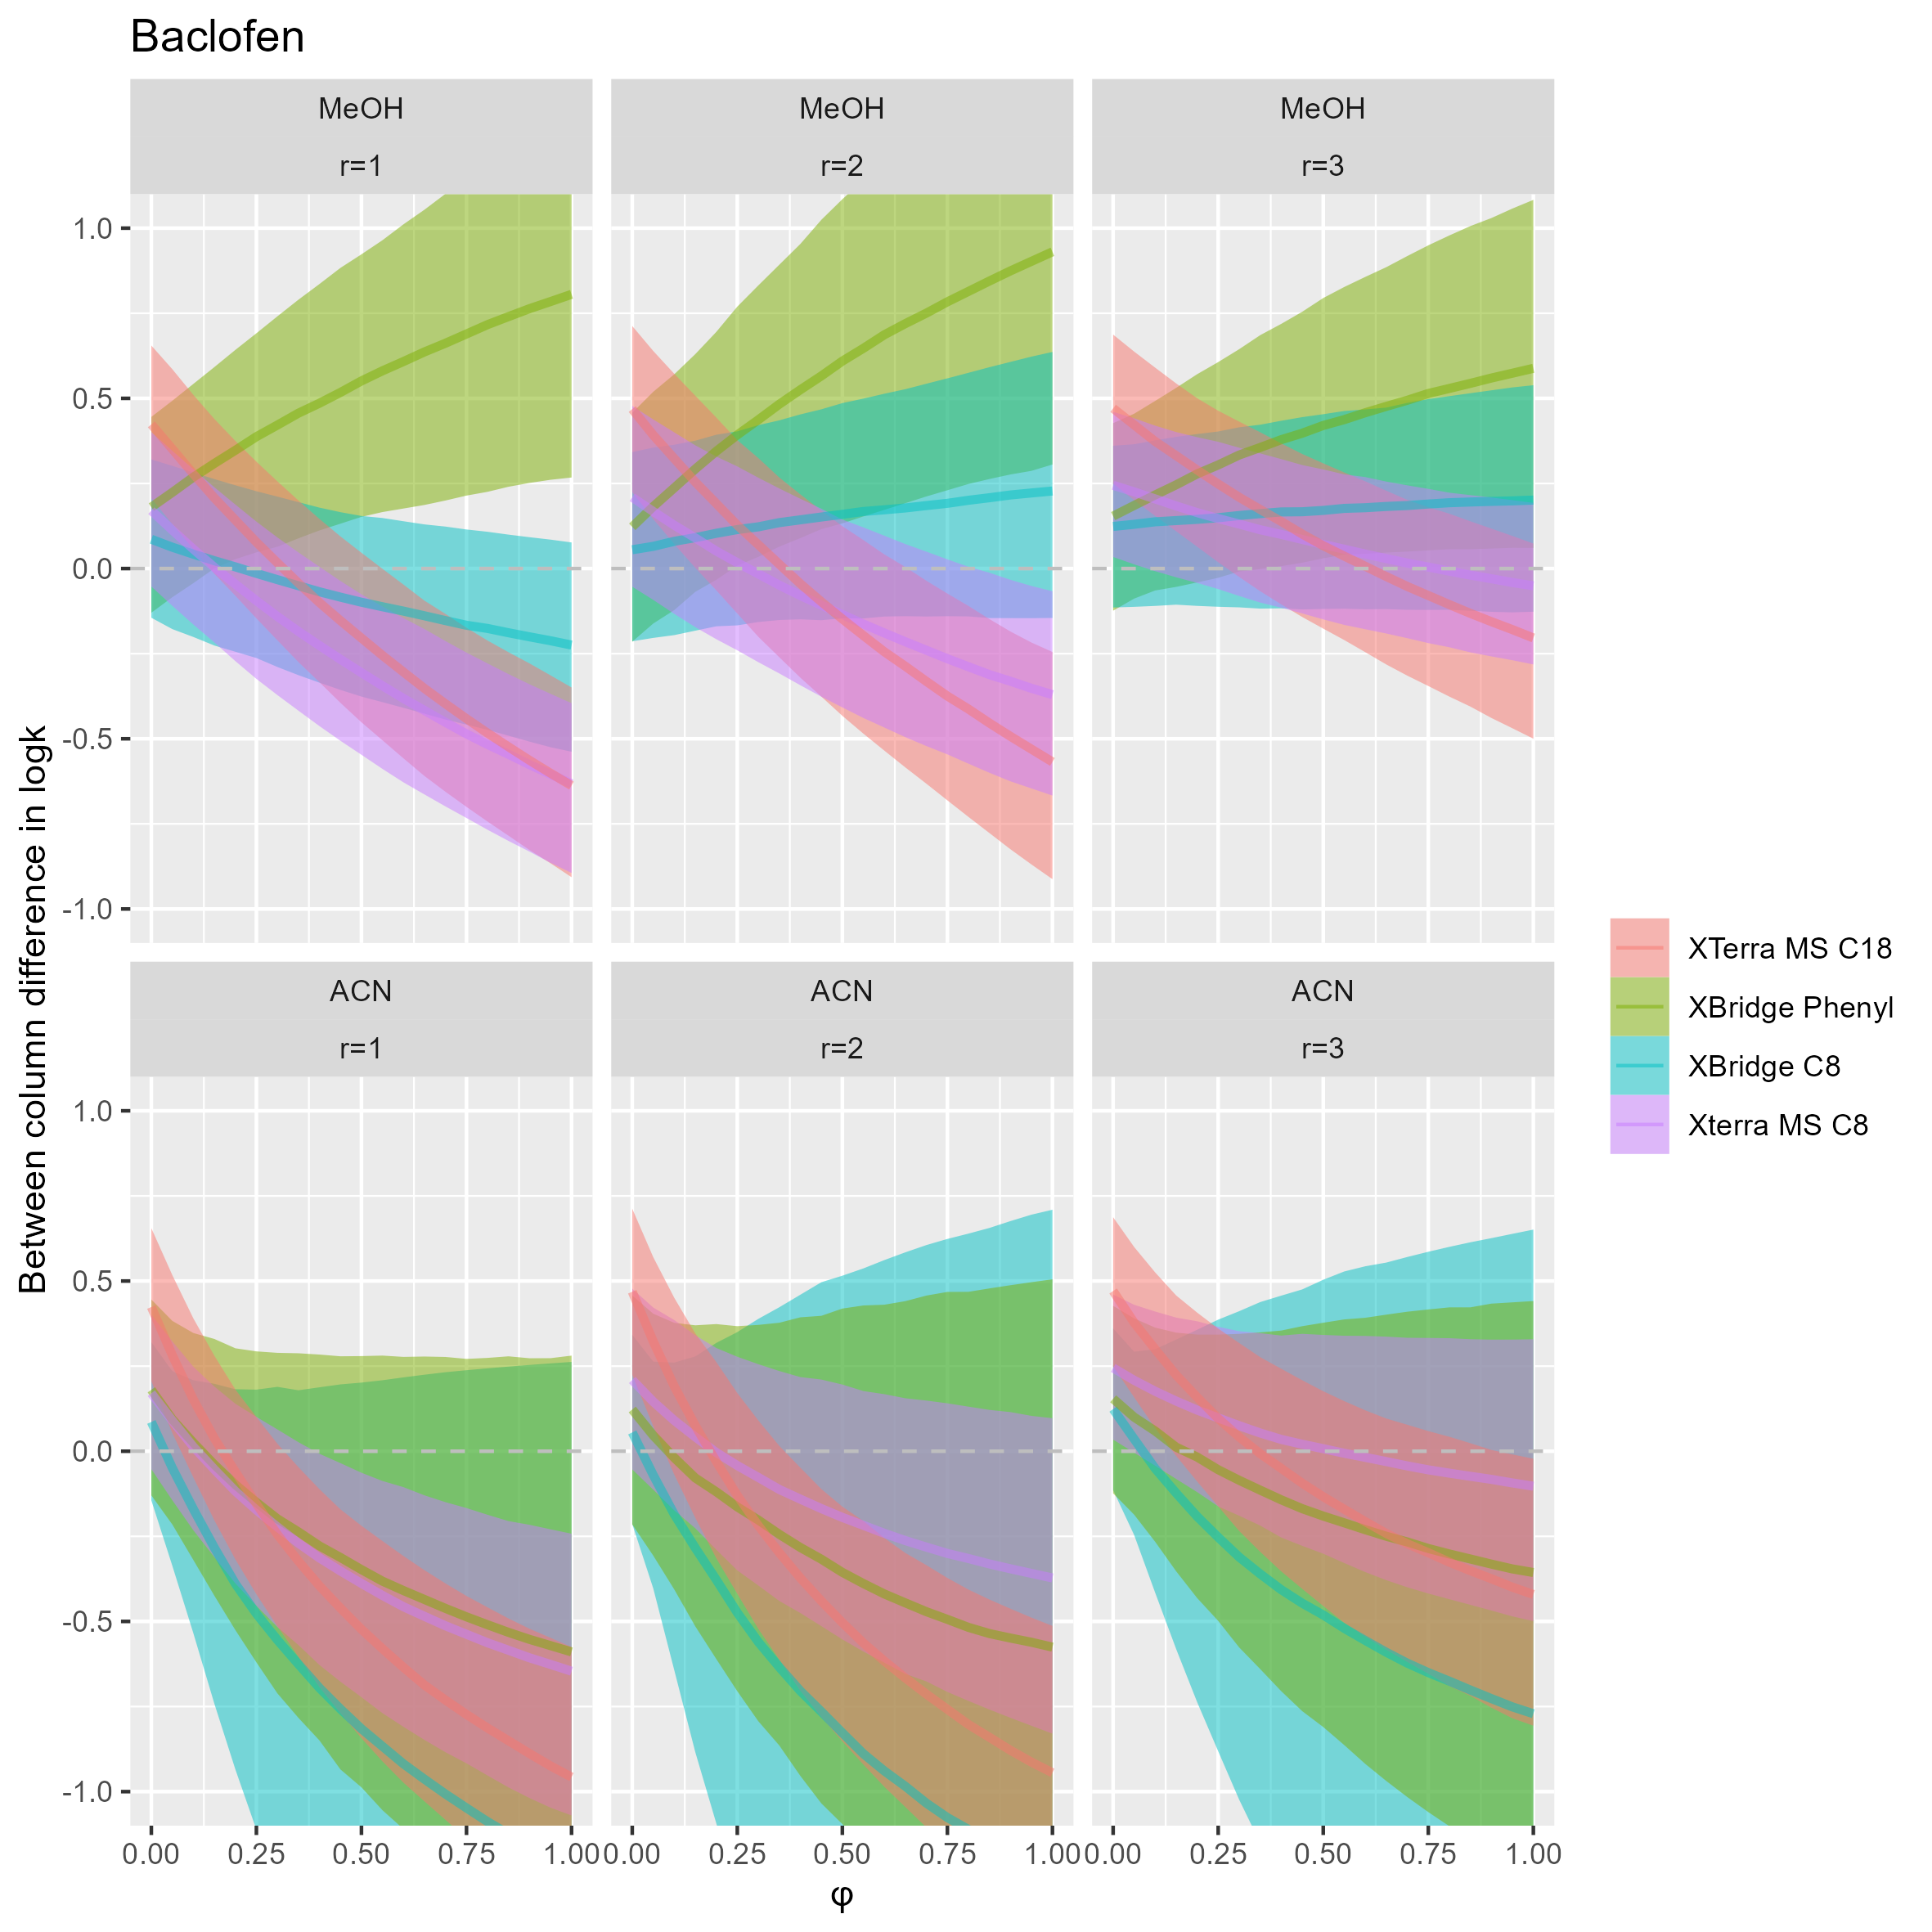 Baclofen
MeOH MeOH MeOH
r=1 r=2 r=3
1.0
0.5
0.0
-0.5
-1.0
ACN ACN ACN
r=1 r=2 r=3
1.0
0.5
0.0
-0.5
-1.0
0.00 0.25 0.50 0.75 1.00 0.00 0.25 0.50 0.75 1.00 0.00 0.25 0.50 0.75 1.00
φ
Between column difference in logk
XTerra MS C18
XBridge Phenyl
XBridge C8
Xterra MS C8